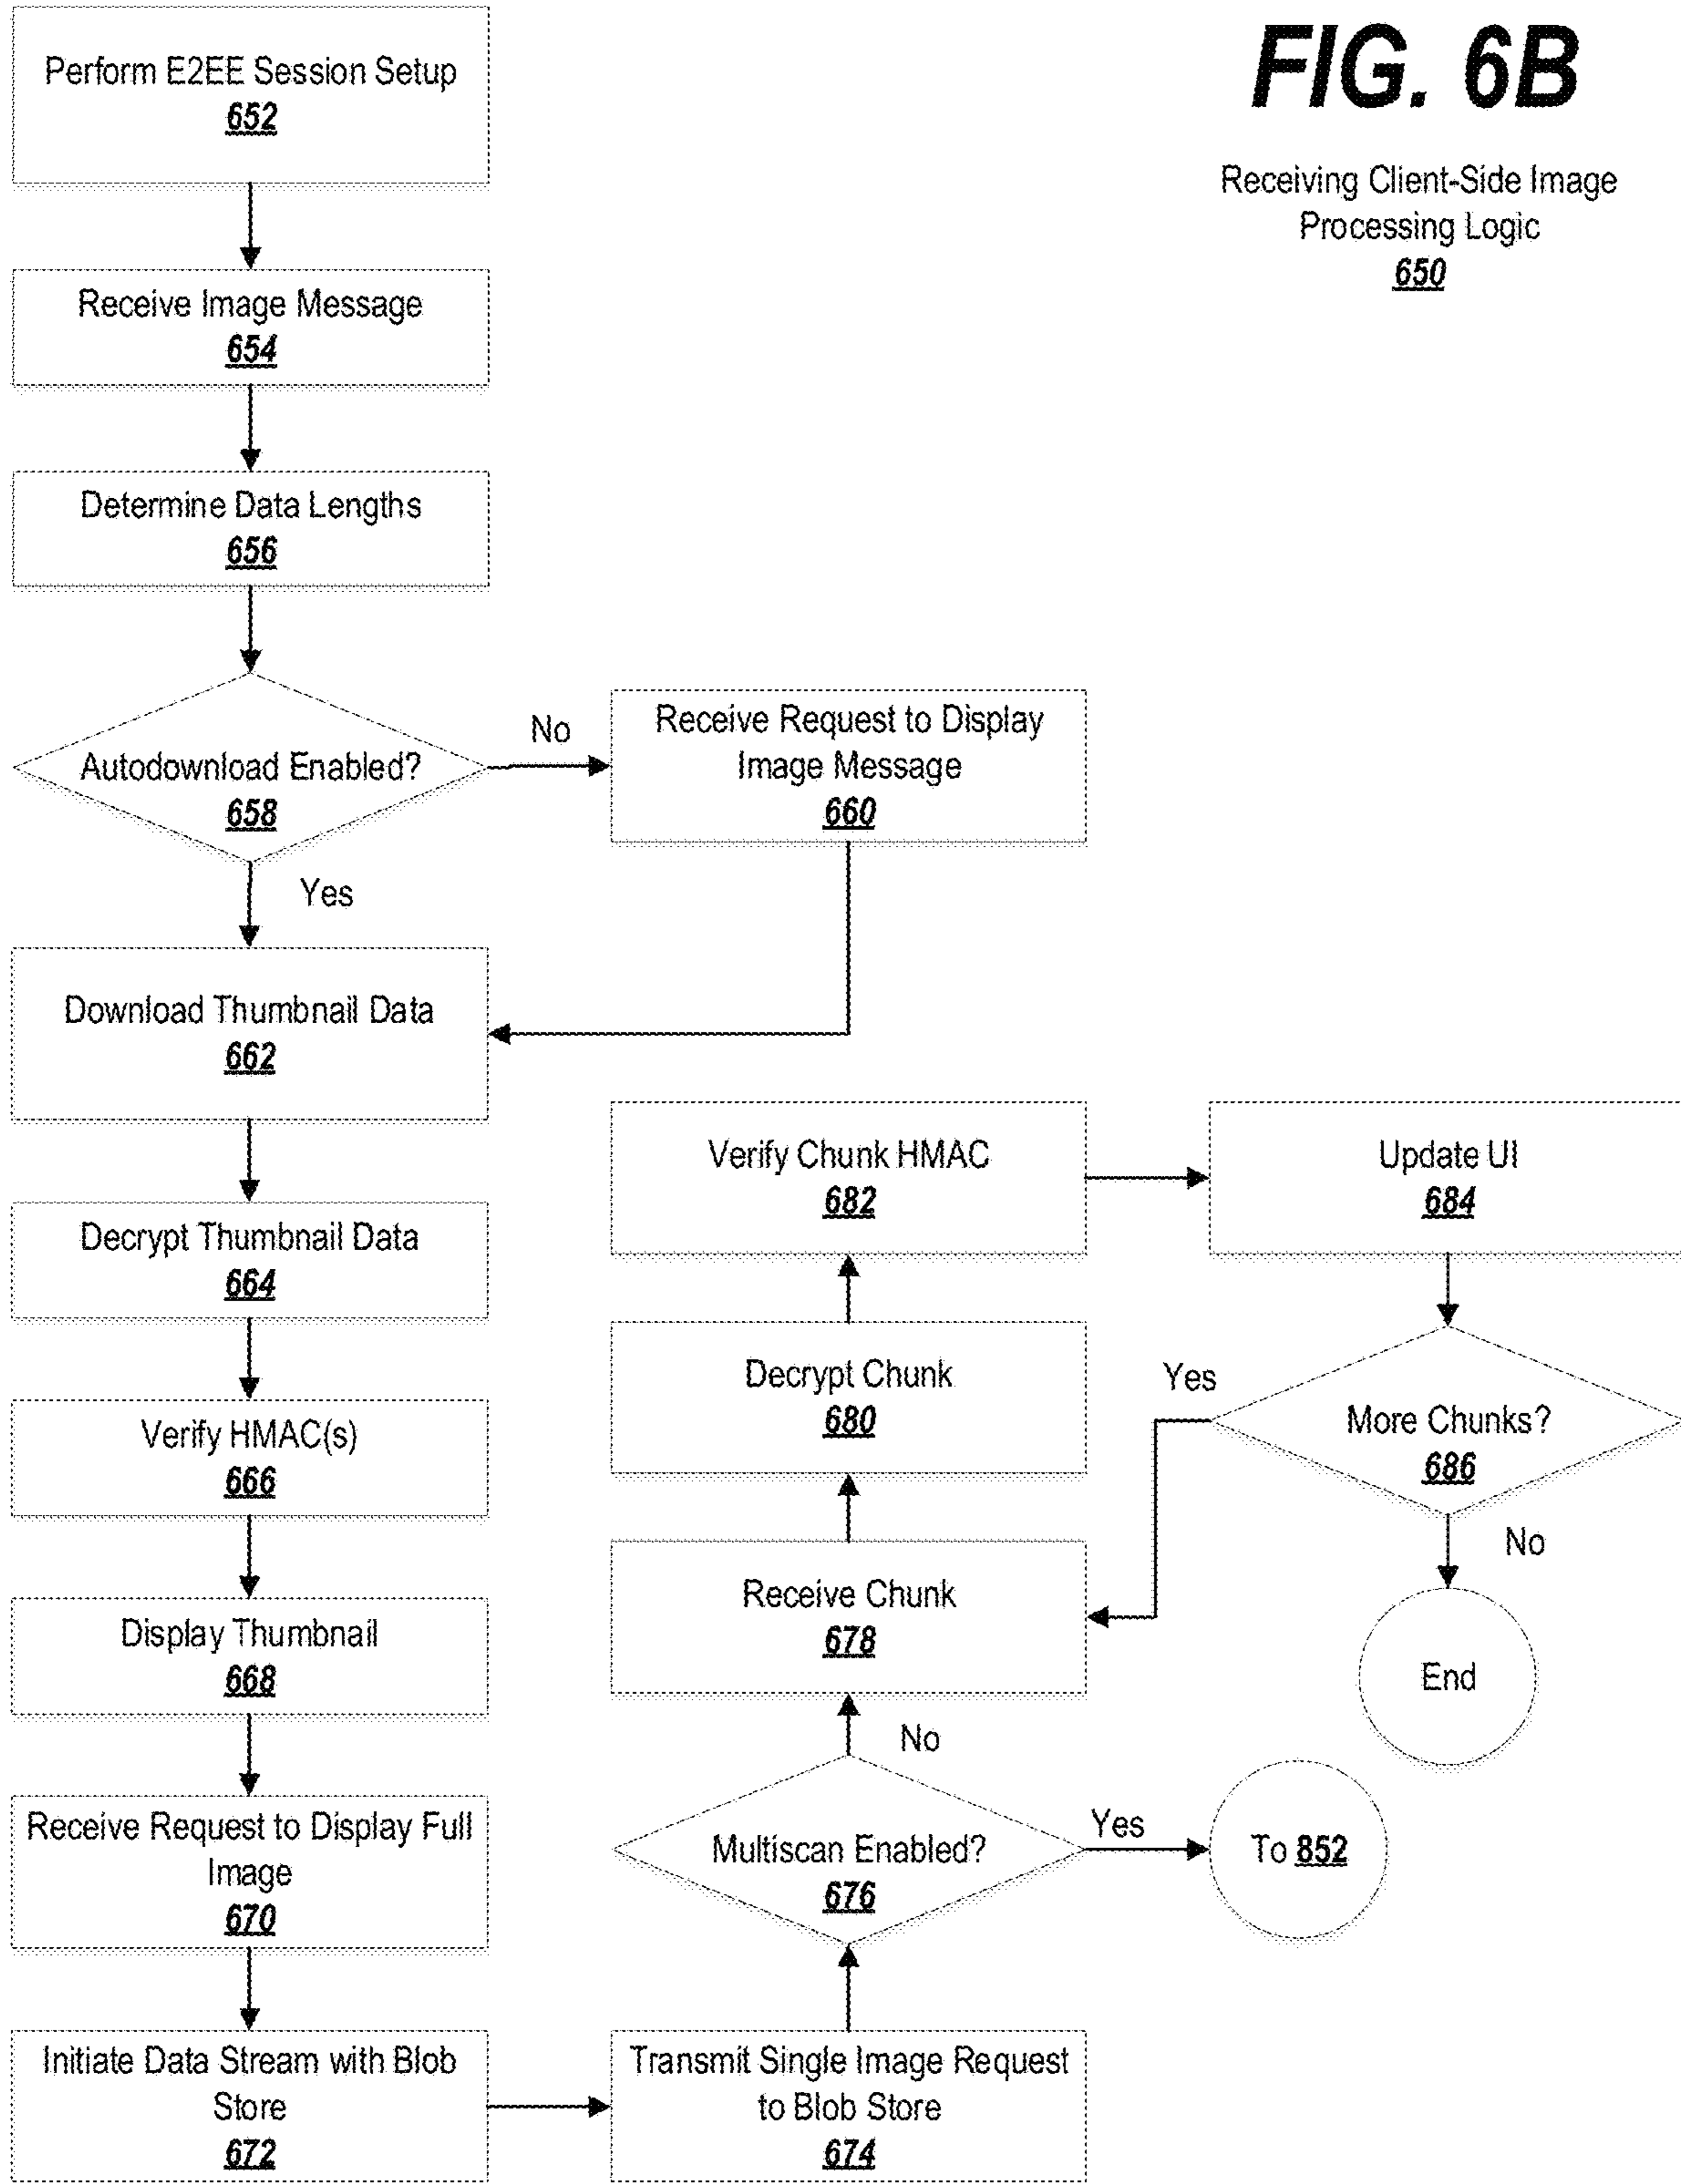 FIG. 6B
Receiving Client-Side Image
Processing Logic
650
Perform E2EE Session Setup
652
Receive Image Message
654
Determine Data Lengths
656
Autodownload Enabled?
658
No
Yes
Receive Request to Display
Image Message
660
Download Thumbnail Data
662
Decrypt Thumbnail Data
664
Verify HMAC(s)
666
Display Thumbnail
668
Receive Request to Display Full
Image
670
Initiate Data Stream with Blob
Store
672
Transmit Single Image Request
to Blob Store
674
Multiscan Enabled?
676
Yes
To 852
No
Receive Chunk
678
Decrypt Chunk
680
Verify Chunk HMAC
682
Update UI
684
More Chunks?
686
Yes
No
End